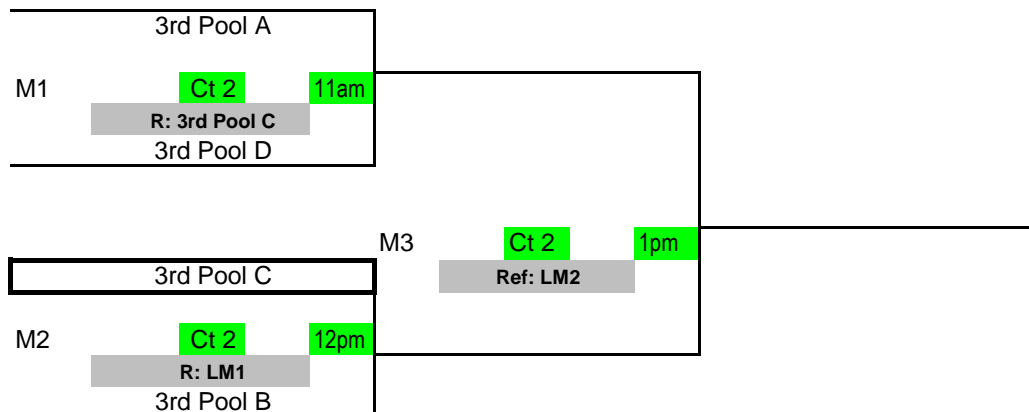 3rd Pool A
M1 Ct 2 11am
R: 3rd Pool C
3rd Pool D
M3 Ct 2 1pm
Ref: LM2
3rd Pool C
M2 Ct 2 12pm
R: LM1
3rd Pool B